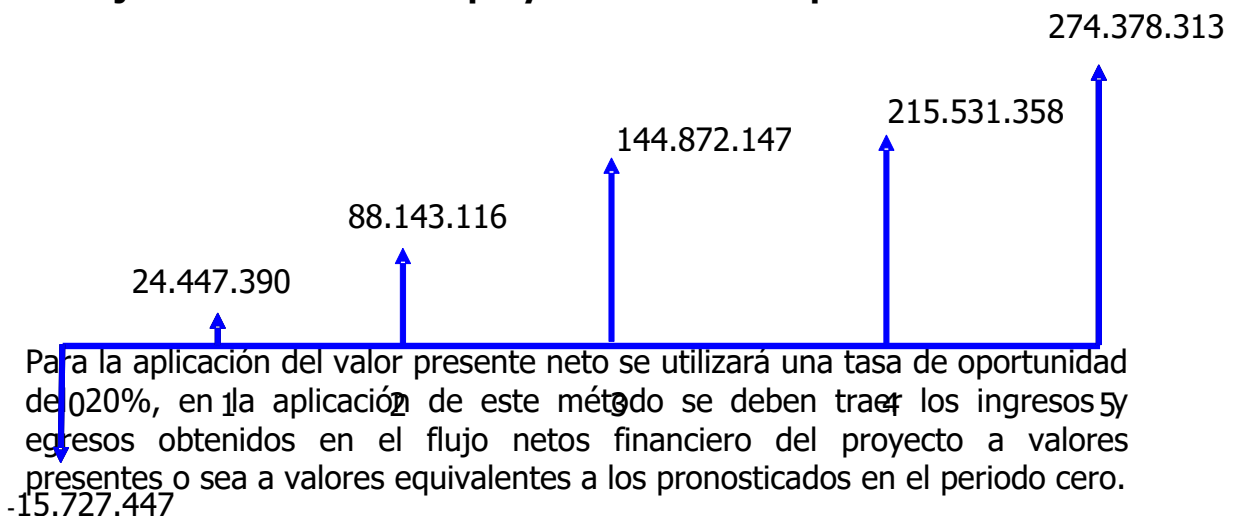 274.378.313
215.531.358
144.872.147
88.143.116
24.447.390
Para la aplicación del valor presente neto se utilizará una tasa de oportunidad
del 20%, en la aplicación de este método se deben traer los ingresos y
egresos obtenidos en el flujo netos financiero del proyecto a valores
presentes o sea a valores equivalentes a los pronosticados en el periodo cero.
0 1 2 3 4 5
-15.727.447